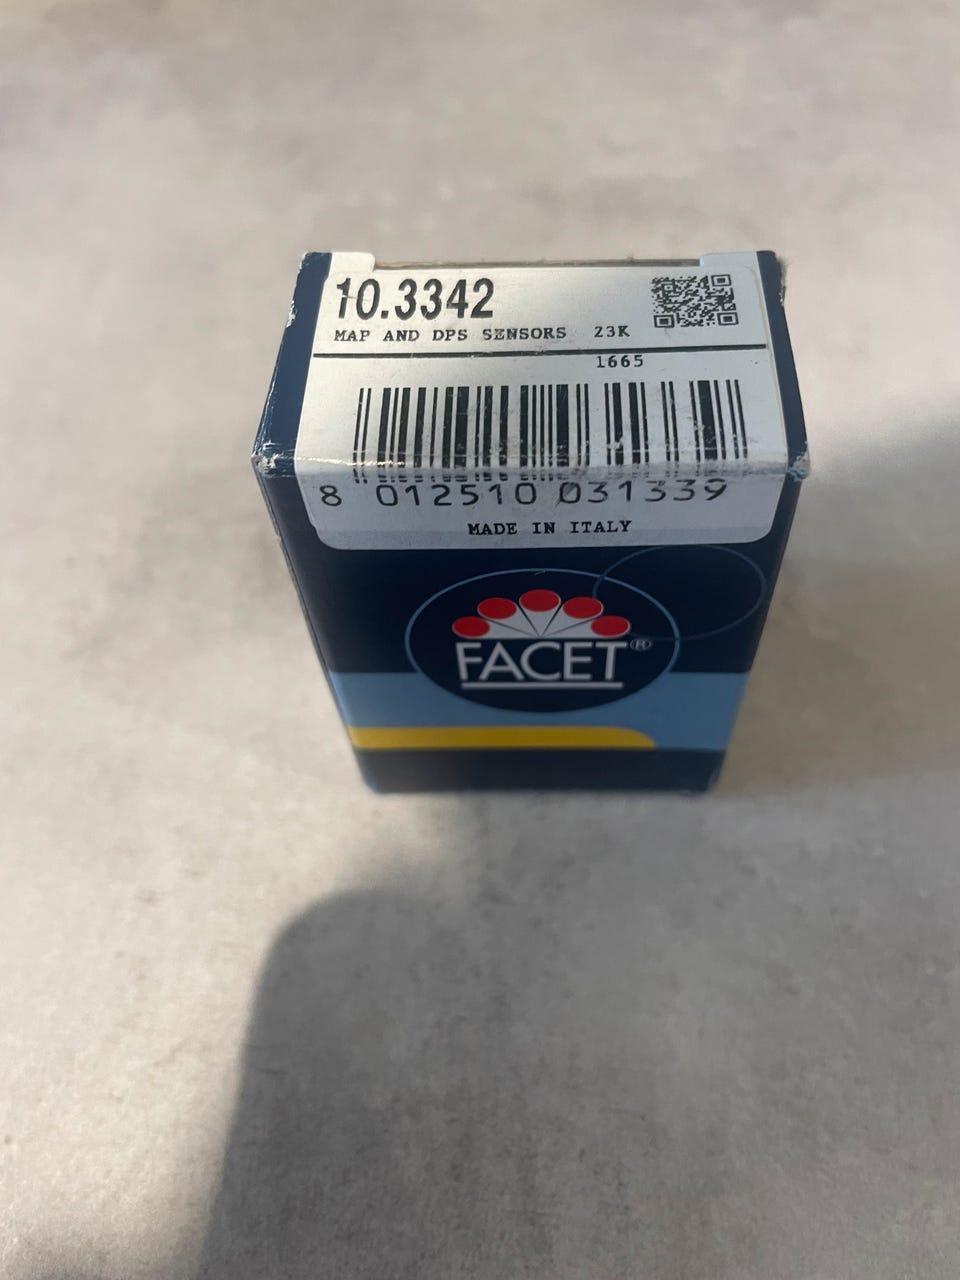 10.3342
MAP AND DPS SENSORS 23K
1665
8 012510 031339
MADE IN ITALY
FACET®